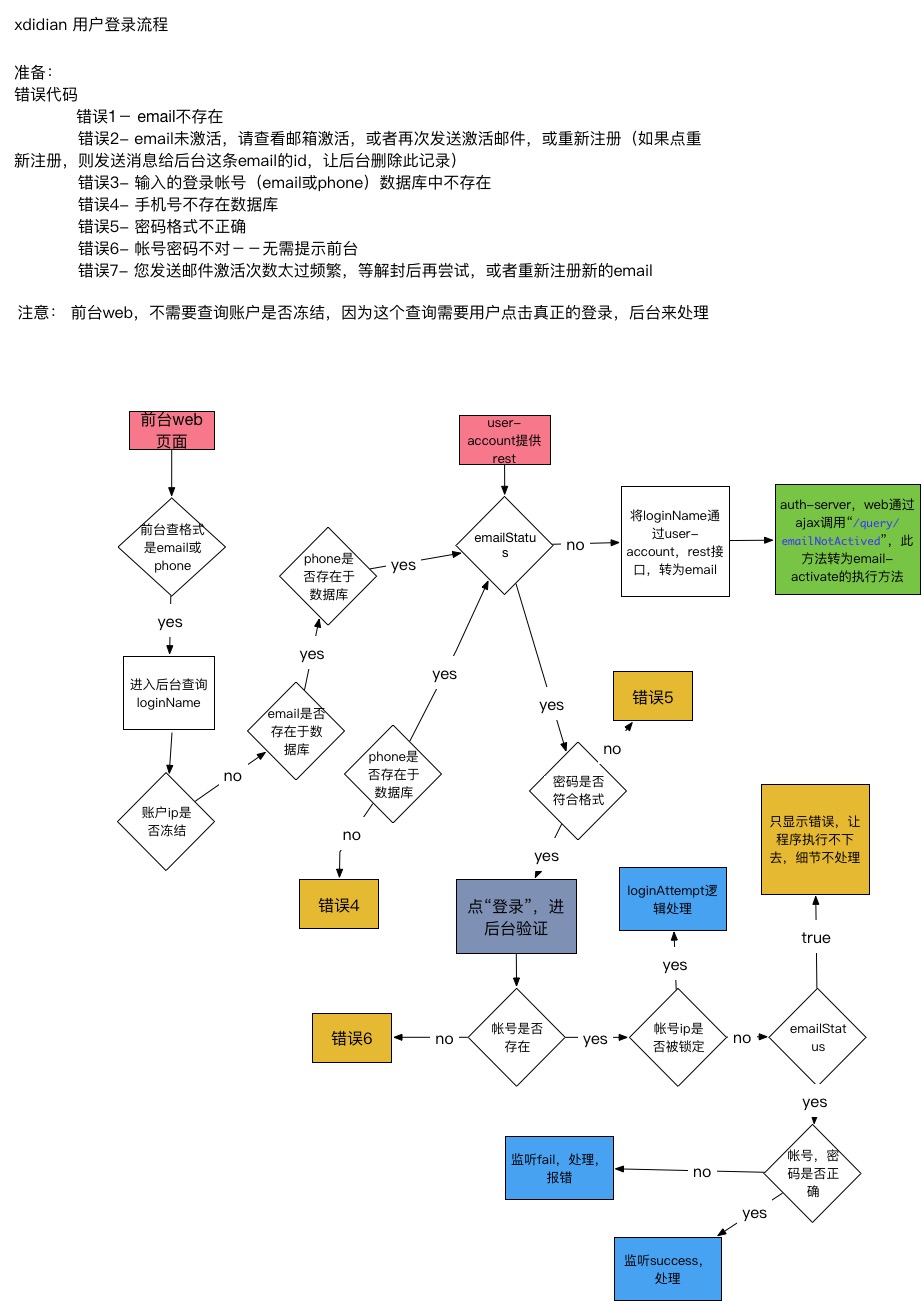 xdidian 用户登录流程
准备：
错误代码
错误1－ email不存在
错误2- email未激活，请查看邮箱激活，或者再次发送激活邮件，或重新注册（如果点重
新注册，则发送消息给后台这条email的id，让后台删除此记录）
错误3- 输入的登录帐号（email或phone）数据库中不存在
错误4- 手机号不存在数据库
错误5- 密码格式不正确
错误6- 帐号密码不对－－无需提示前台
错误7- 您发送邮件激活次数太过频繁，等解封后再尝试，或者重新注册新的email
注意： 前台web，不需要查询账户是否冻结，因为这个查询需要用户点击真正的登录，后台来处理
前台web
页面
user-
account提供
rest
前台查格式
是email或
phone
emailStatu
s
no
将loginName通
过user-
account，rest接
口，转为email
auth-server，web通过
ajax调用“/query/
emailNotActived”，此
方法转为email-
activate的执行方法
phone是
否存在于
数据库
yes
yes
yes
进入后台查询
loginName
email是否
存在于数
据库
yes
yes
错误5
no
no
phone是
否存在于
数据库
密码是否
符合格式
账户ip是
否冻结
no
yes
只显示错误，让
程序执行不下
去，细节不处理
错误4
点“登录”，进
后台验证
loginAttempt逻
辑处理
true
yes
错误6
no
帐号是否
存在
yes
帐号ip是
否被锁定
no
emailStat
us
yes
监听fail，处理，
报错
no
帐号，密
码是否正
确
yes
监听success，
处理